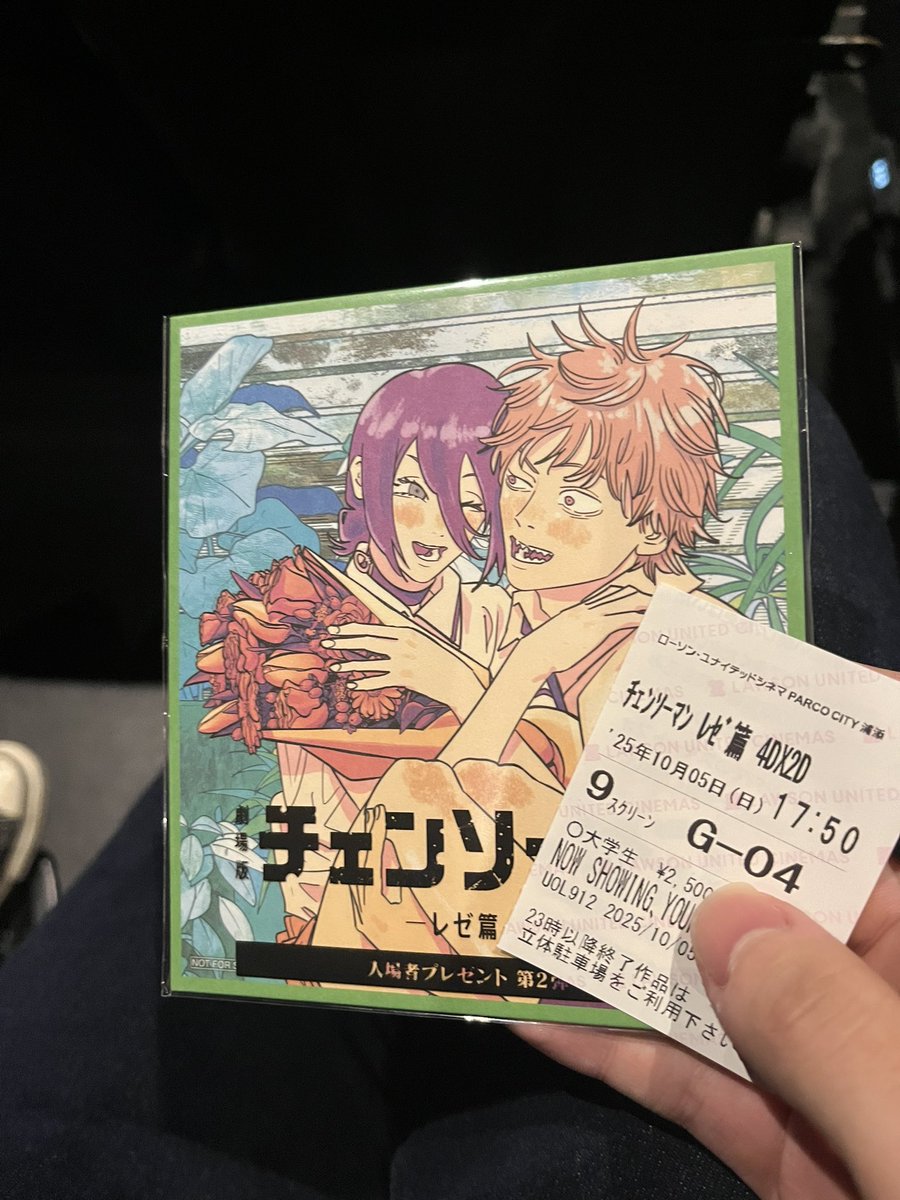 劇場版
チェンソー
―レゼ篇
NOT FOR S
入場者プレゼント 第2弾
ローソン・ユナイテッドシネマ PARCO CITY 浦添
チェンソーマン レゼ篇 4DX2D
'25年10月05日(日) 17:50
9スクリーン G-04
○大学生 ¥2,500
NOW SHOWING YOU
UOL912 2025/10/05
23時以降終了作品は
立体駐車場をご利用下さい
LAWSON UNITED CINEMAS